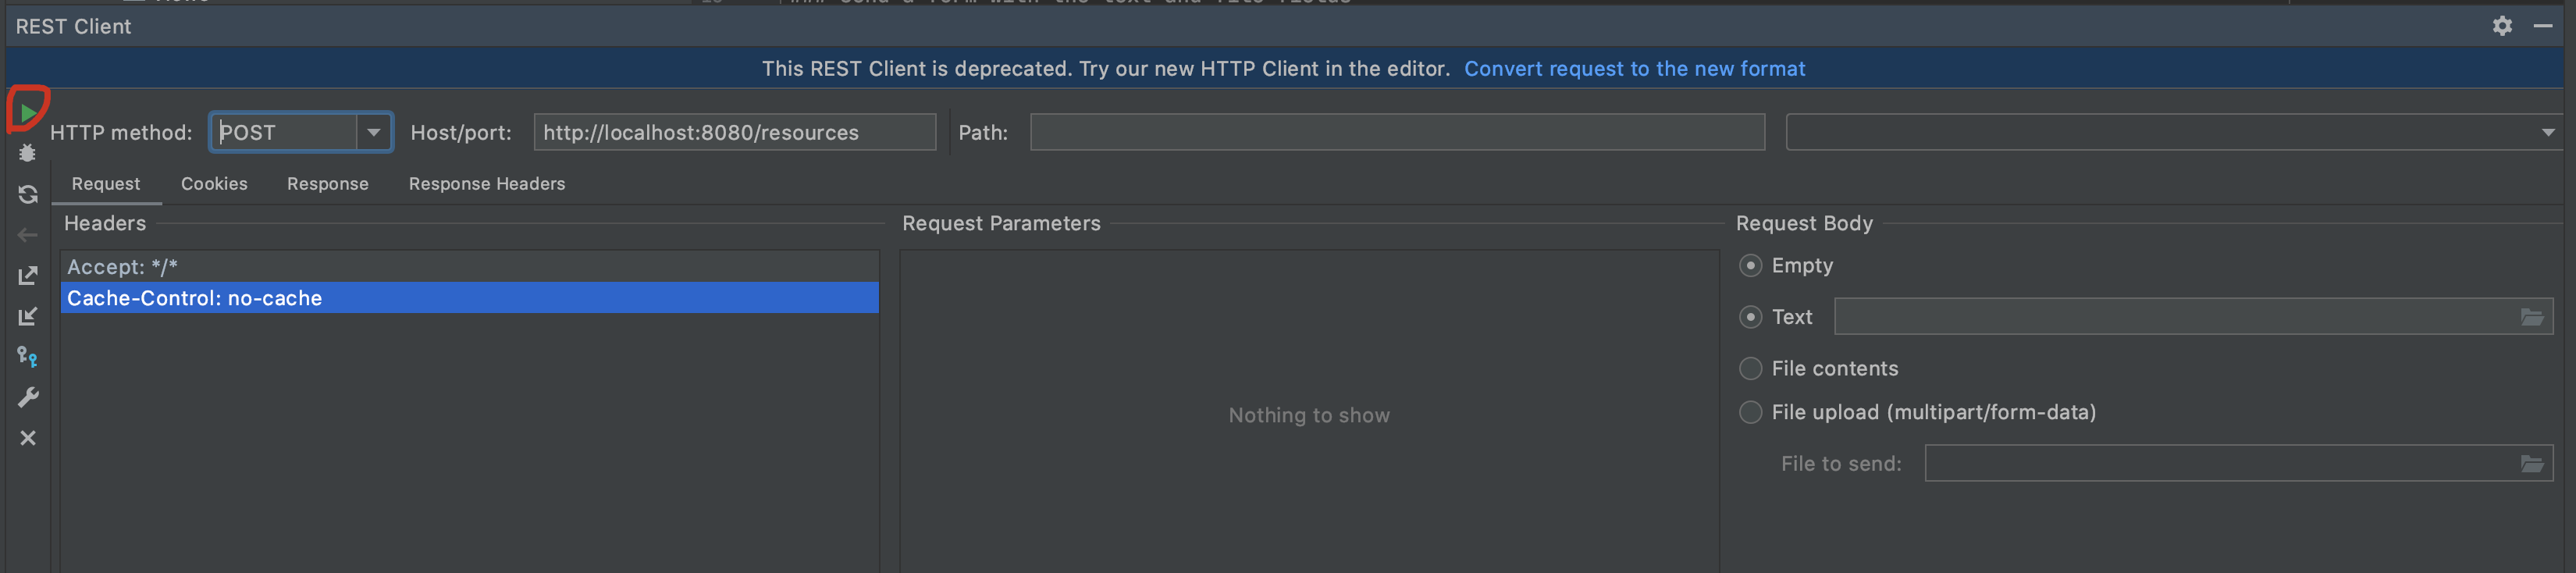 REST Client
This REST Client is deprecated. Try our new HTTP Client in the editor. Convert request to the new format
HTTP method: POST Host/port: http://localhost:8080/resources Path:
Request Cookies Response Response Headers
Headers Request Parameters Request Body
Accept: */*
Cache-Control: no-cache
Nothing to show
Empty
Text
File contents
File upload (multipart/form-data)
File to send: